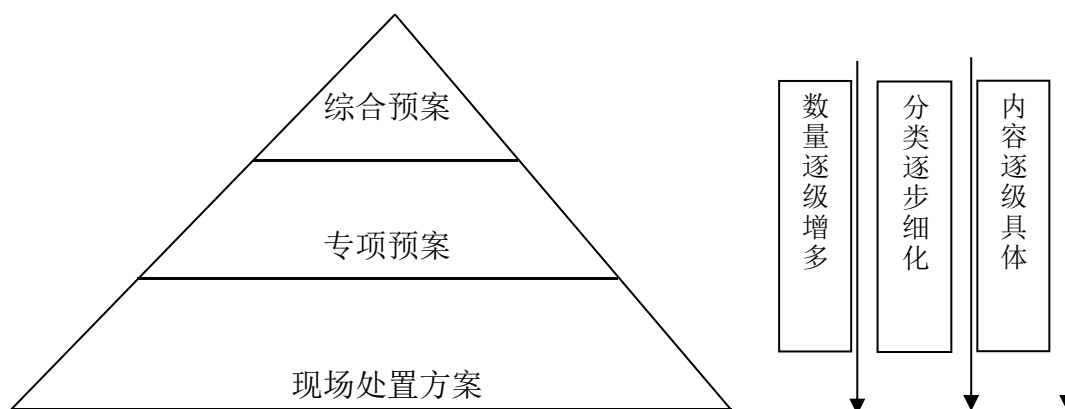 综合预案
专项预案
现场处置方案
数量逐级增多
分类逐步细化
内容逐级具体